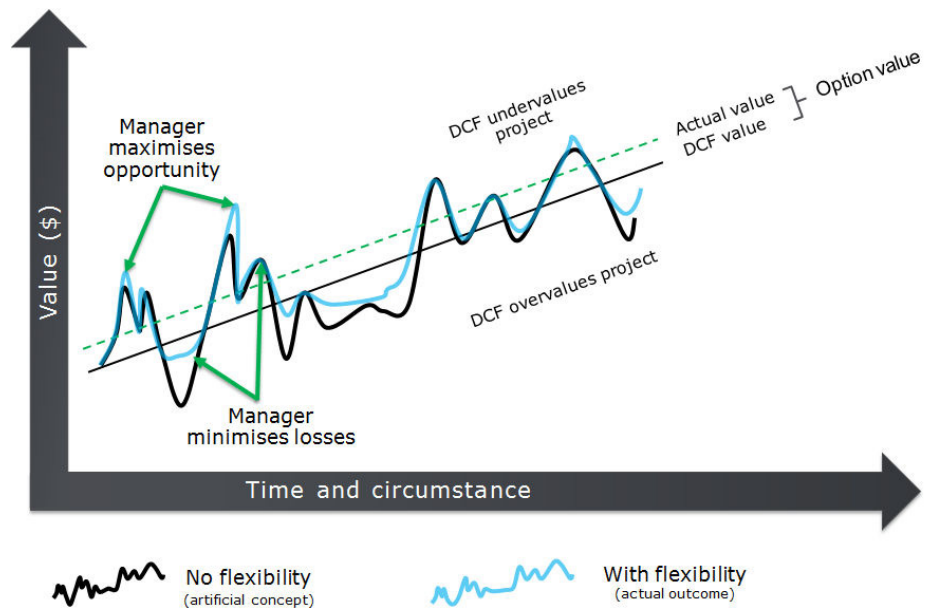 Value ($)
Manager
maximises
opportunity
DCF undervalues
project
Actual value
DCF value
Option value
DCF overvalues project
Manager
minimises losses
Time and circumstance
No flexibility
(artificial concept)
With flexibility
(actual outcome)